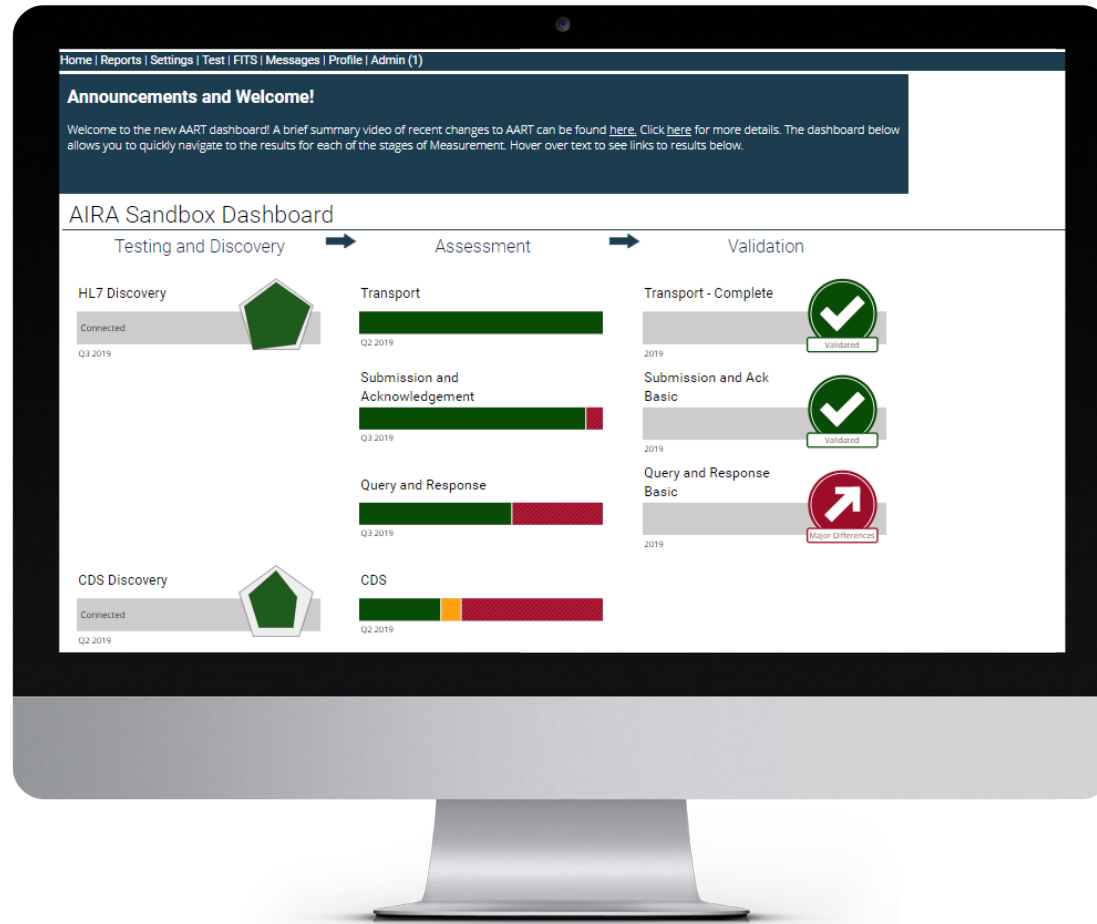 Home | Reports | Settings | Test | FITS | Messages | Profile | Admin (1)
Announcements and Welcome!
Welcome to the new AART dashboard! A brief summary video of recent changes to AART can be found here. Click here for more details. The dashboard below
allows you to quickly navigate to the results for each of the stages of Measurement. Hover over text to see links to results below.
AIRA Sandbox Dashboard
Testing and Discovery
Assessment
Validation
HL7 Discovery
Connected
Q3 2019
Transport
Q2 2019
Transport - Complete
Validated
2019
Submission and
Acknowledgement
Q3 2019
Submission and Ack
Basic
Validated
2019
Query and Response
Q3 2019
Query and Response
Basic
Major Differences
2019
CDS Discovery
Connected
Q2 2019
CDS
Q2 2019